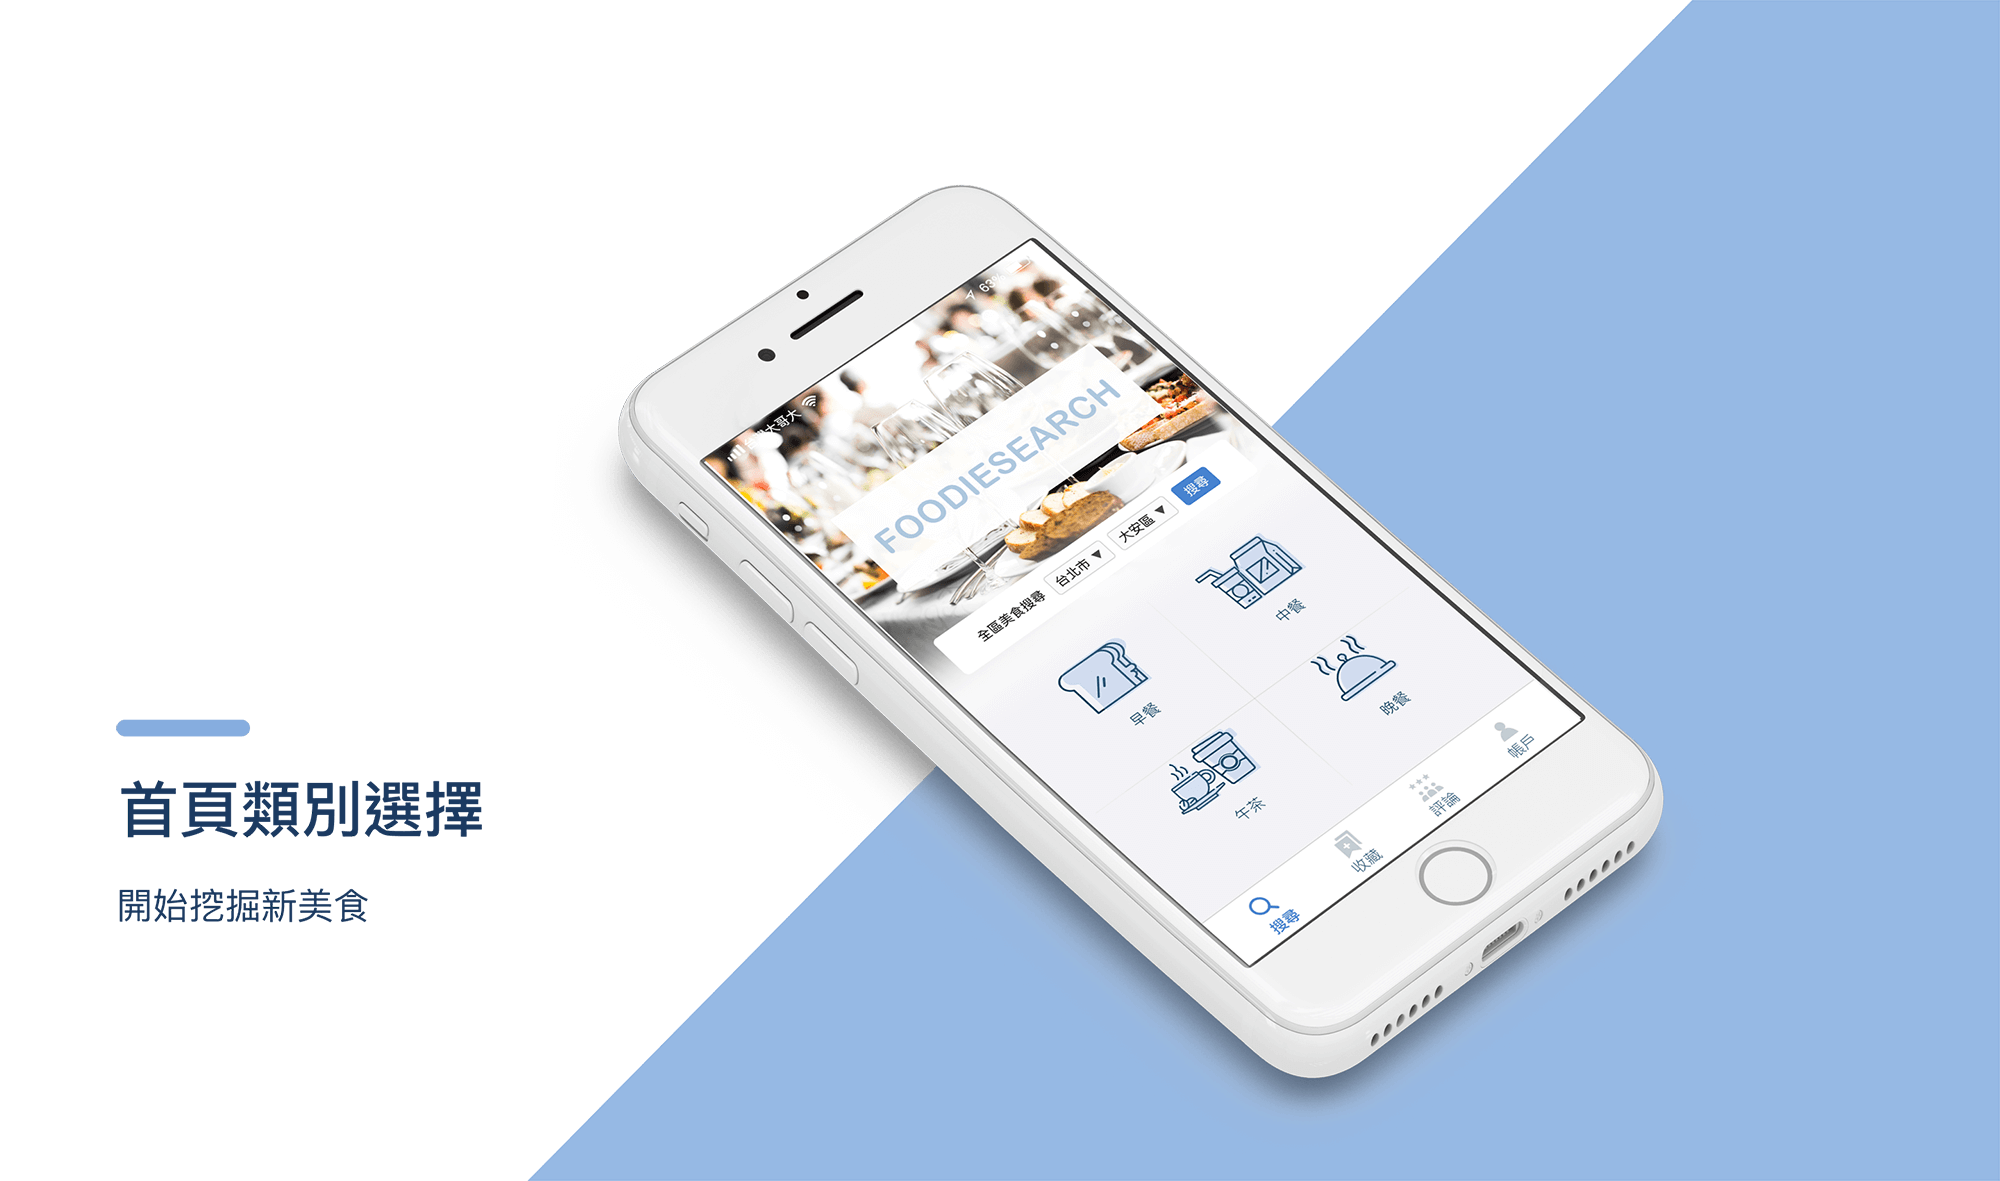 大哥大
63%
FOODIESEARCH
全區美食搜尋 台北市 ▼ 大安區 ▼ 搜尋
早餐
中餐
午茶
晚餐
搜尋
收藏
評論
帳戶
首頁類別選擇
開始挖掘新美食